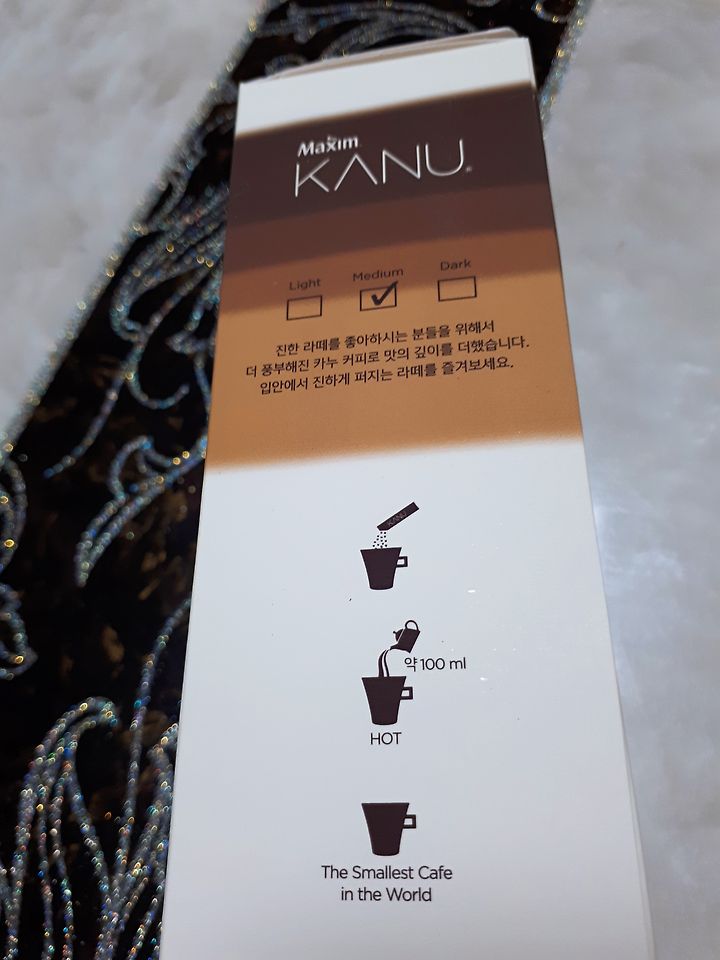 Maxim
KANU
Light Medium Dark
진한 라떼를 좋아하시는 분들을 위해서
더 풍부해진 카누 커피로 맛의 깊이를 더했습니다.
입안에서 진하게 퍼지는 라떼를 즐겨보세요.
KANU
약 100 ml
HOT
The Smallest Cafe
in the World